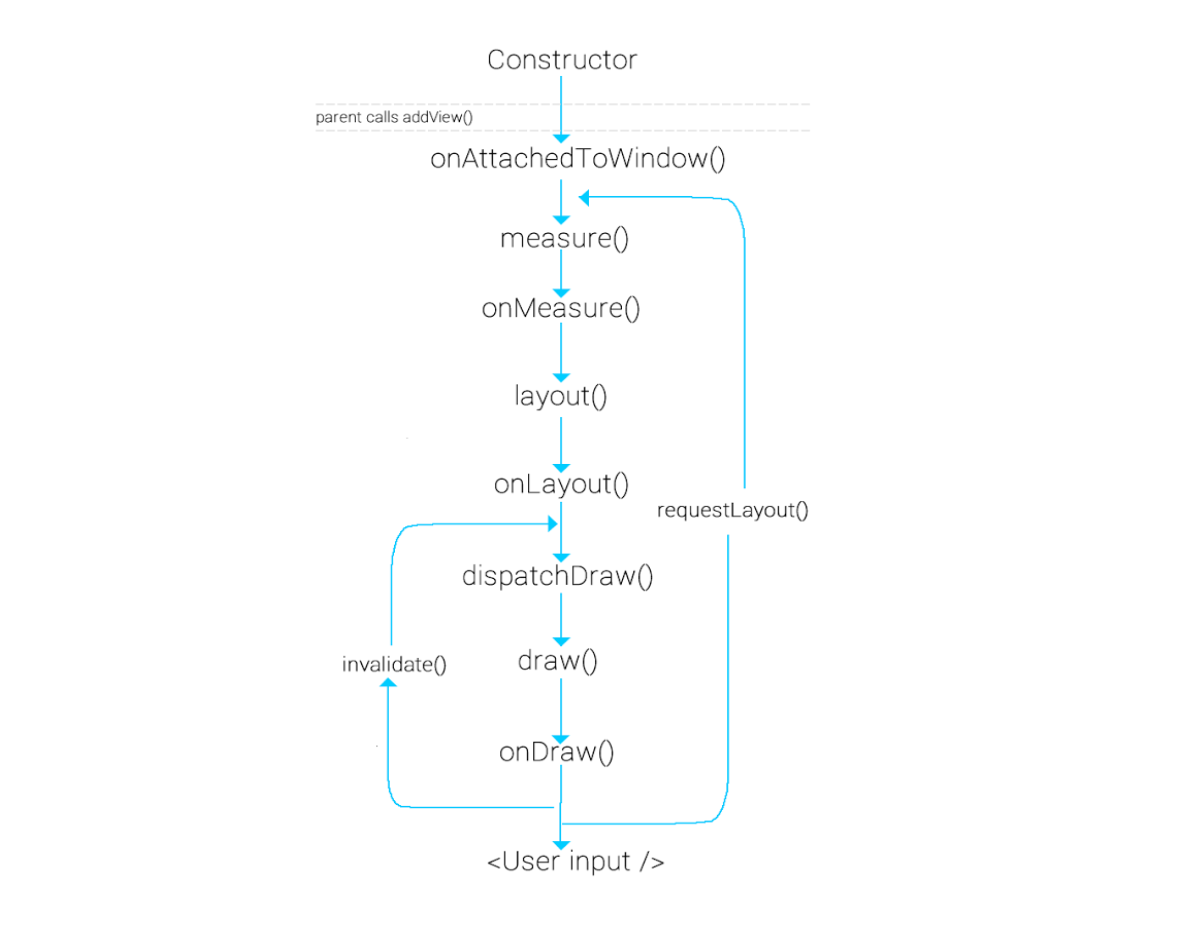 Constructor
parent calls addView()
onAttachedToWindow()
measure()
onMeasure()
layout()
onLayout()
requestLayout()
dispatchDraw()
invalidate()
draw()
onDraw()
<User input />